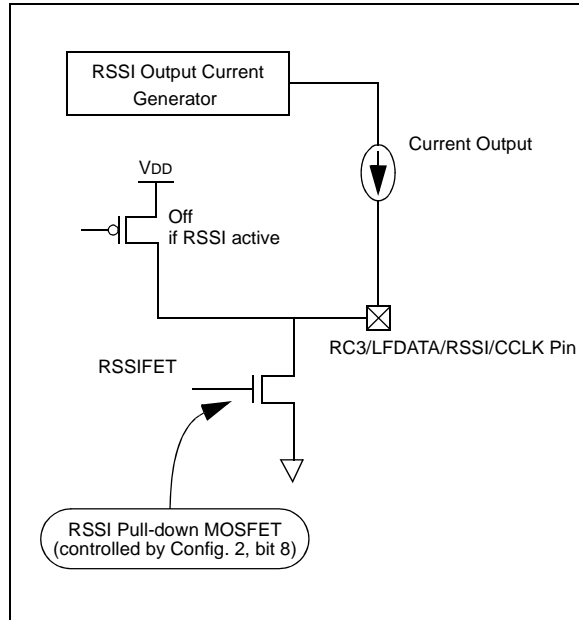 RSSI Output Current
Generator
Current Output
VDD
Off
if RSSI active
RC3/LFDATA/RSSI/CCLK Pin
RSSIFET
RSSI Pull-down MOSFET
(controlled by Config. 2, bit 8)